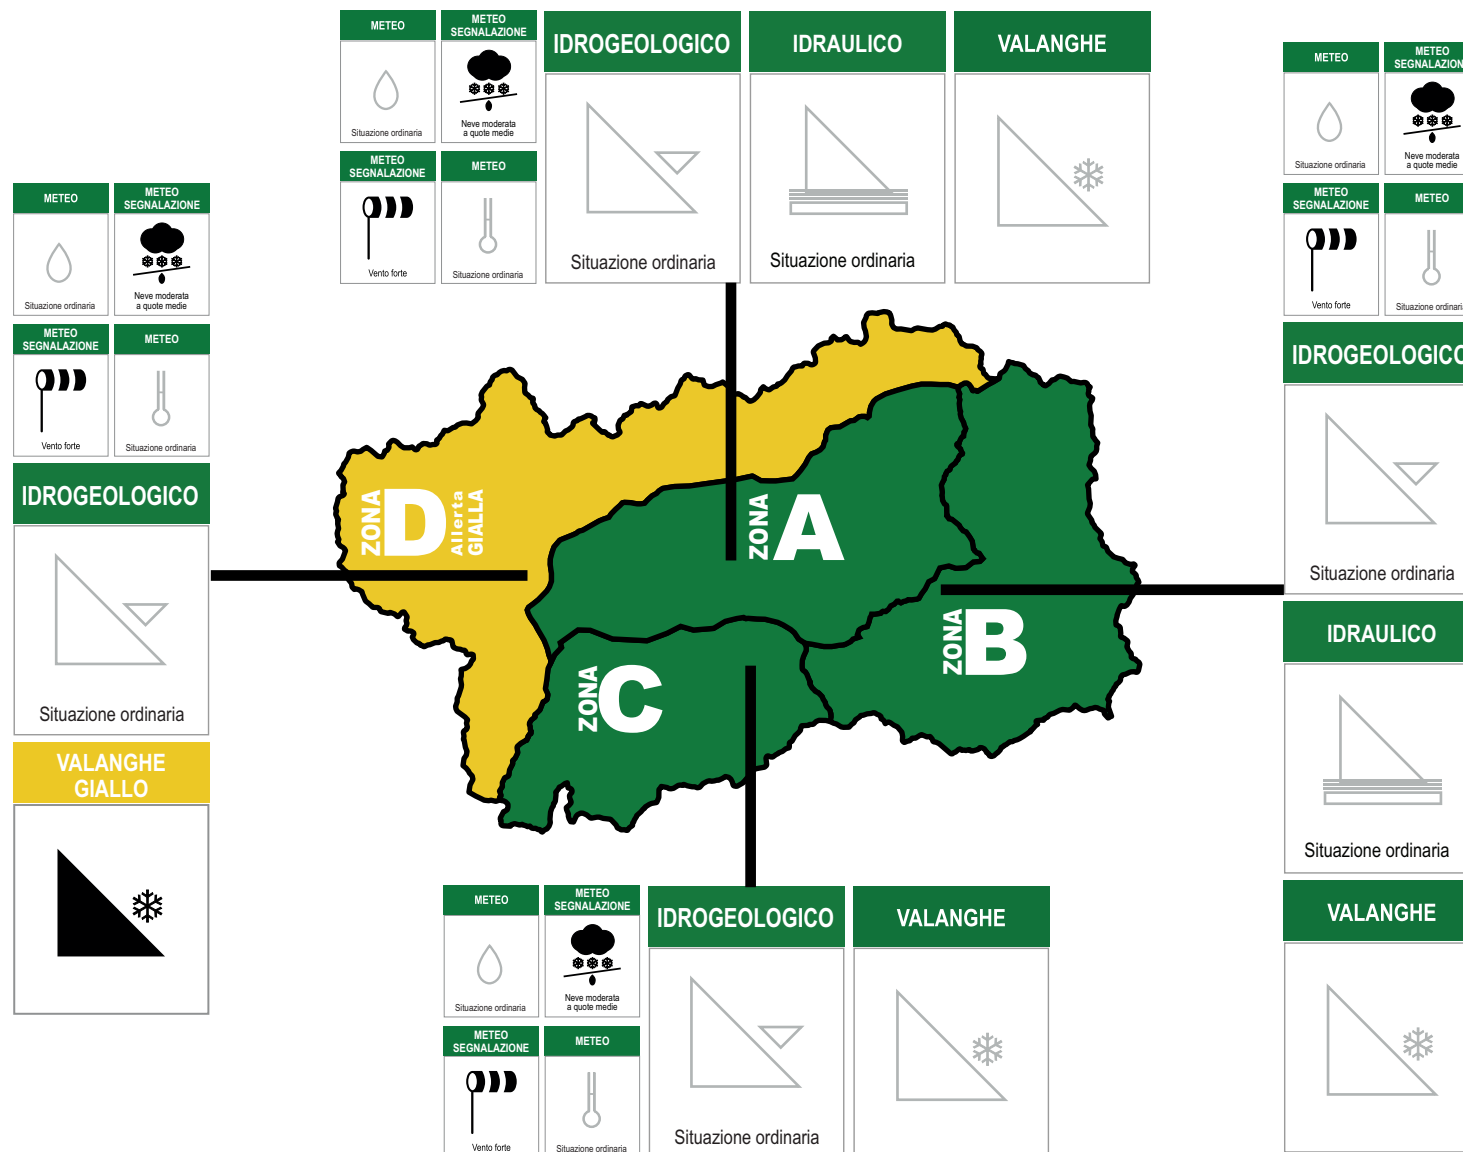 METEO
Situazione ordinaria
METEO
SEGNALAZIONE
Neve moderata
a quote medie
METEO
SEGNALAZIONE
Vento forte
METEO
Situazione ordinaria
IDROGEOLOGICO
Situazione ordinaria
IDRAULICO
Situazione ordinaria
VALANGHE
METEO
Situazione ordinaria
METEO
SEGNALAZIONE
Neve moderata
a quote medie
METEO
SEGNALAZIONE
Vento forte
METEO
Situazione ordinaria
IDROGEOLOGICO
Situazione ordinaria
VALANGHE
GIALLO
ZONA
D
Allerta
GIALLA
ZONA
A
ZONA
B
ZONA
C
METEO
Situazione ordinaria
METEO
SEGNALAZION
Neve moderata
a quote medie
METEO
SEGNALAZIONE
Vento forte
METEO
Situazione ordinaria
IDROGEOLOGICO
Situazione ordinaria
IDRAULICO
Situazione ordinaria
VALANGHE
METEO
Situazione ordinaria
METEO
SEGNALAZIONE
Neve moderata
a quote medie
METEO
SEGNALAZIONE
Vento forte
METEO
Situazione ordinaria
IDROGEOLOGICO
Situazione ordinaria
VALANGHE